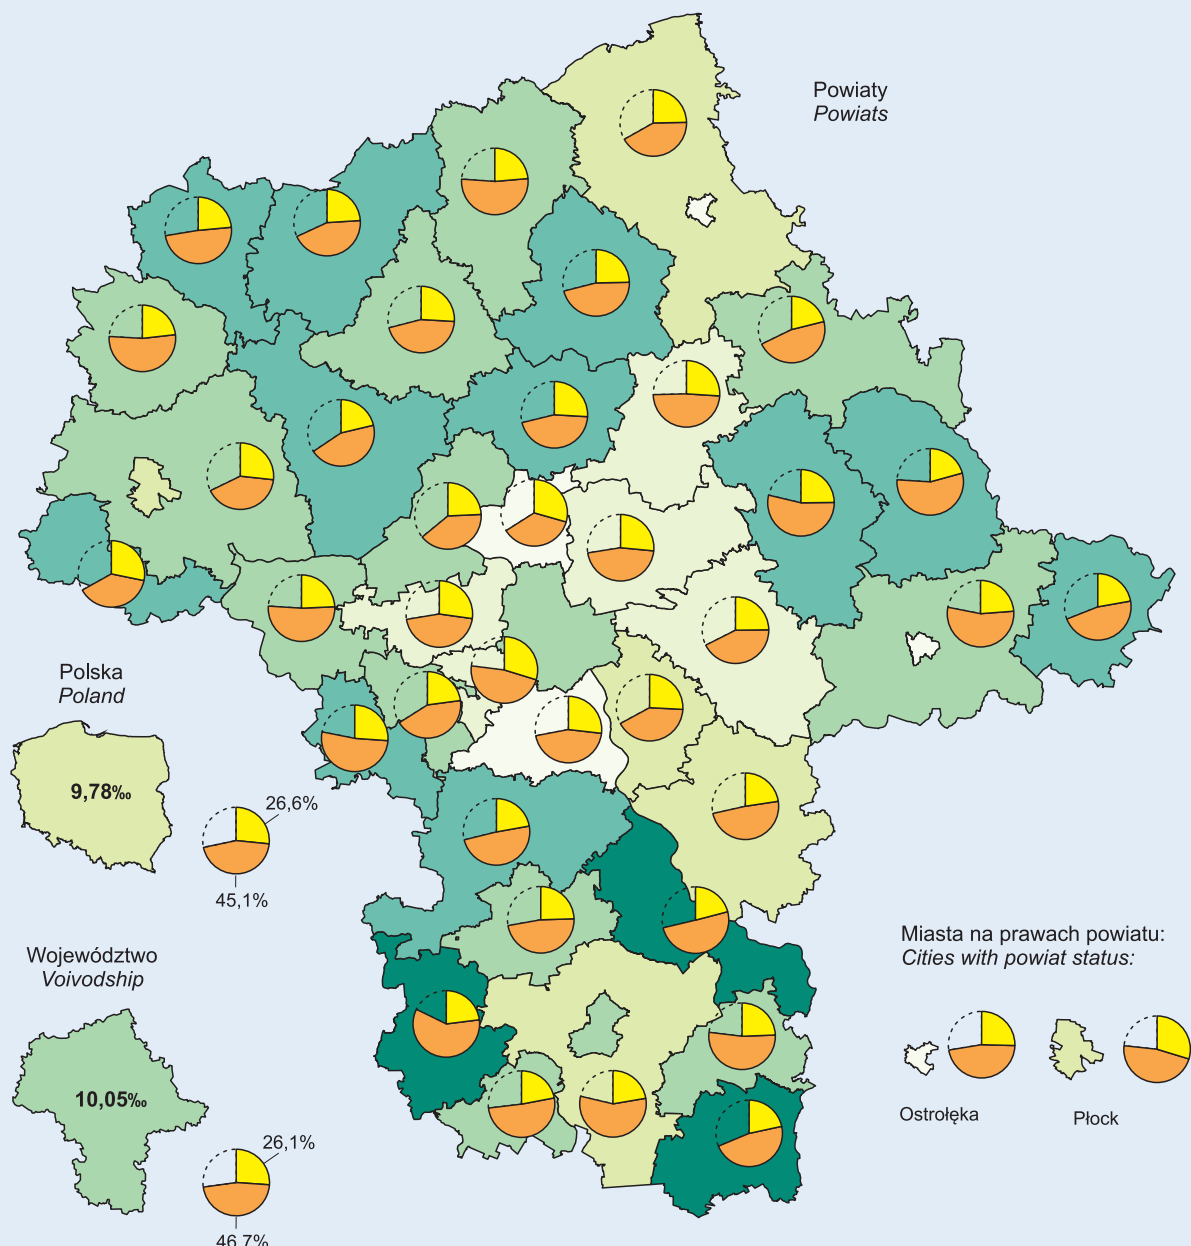 Powiaty
Powiats
Polska
Poland
9,78‰
26,6%
45,1%
Województwo
Voivodship
10,05‰
26,1%
46,7%
Miasta na prawach powiatu:
Cities with powiat status:
Ostrołęka
Płock